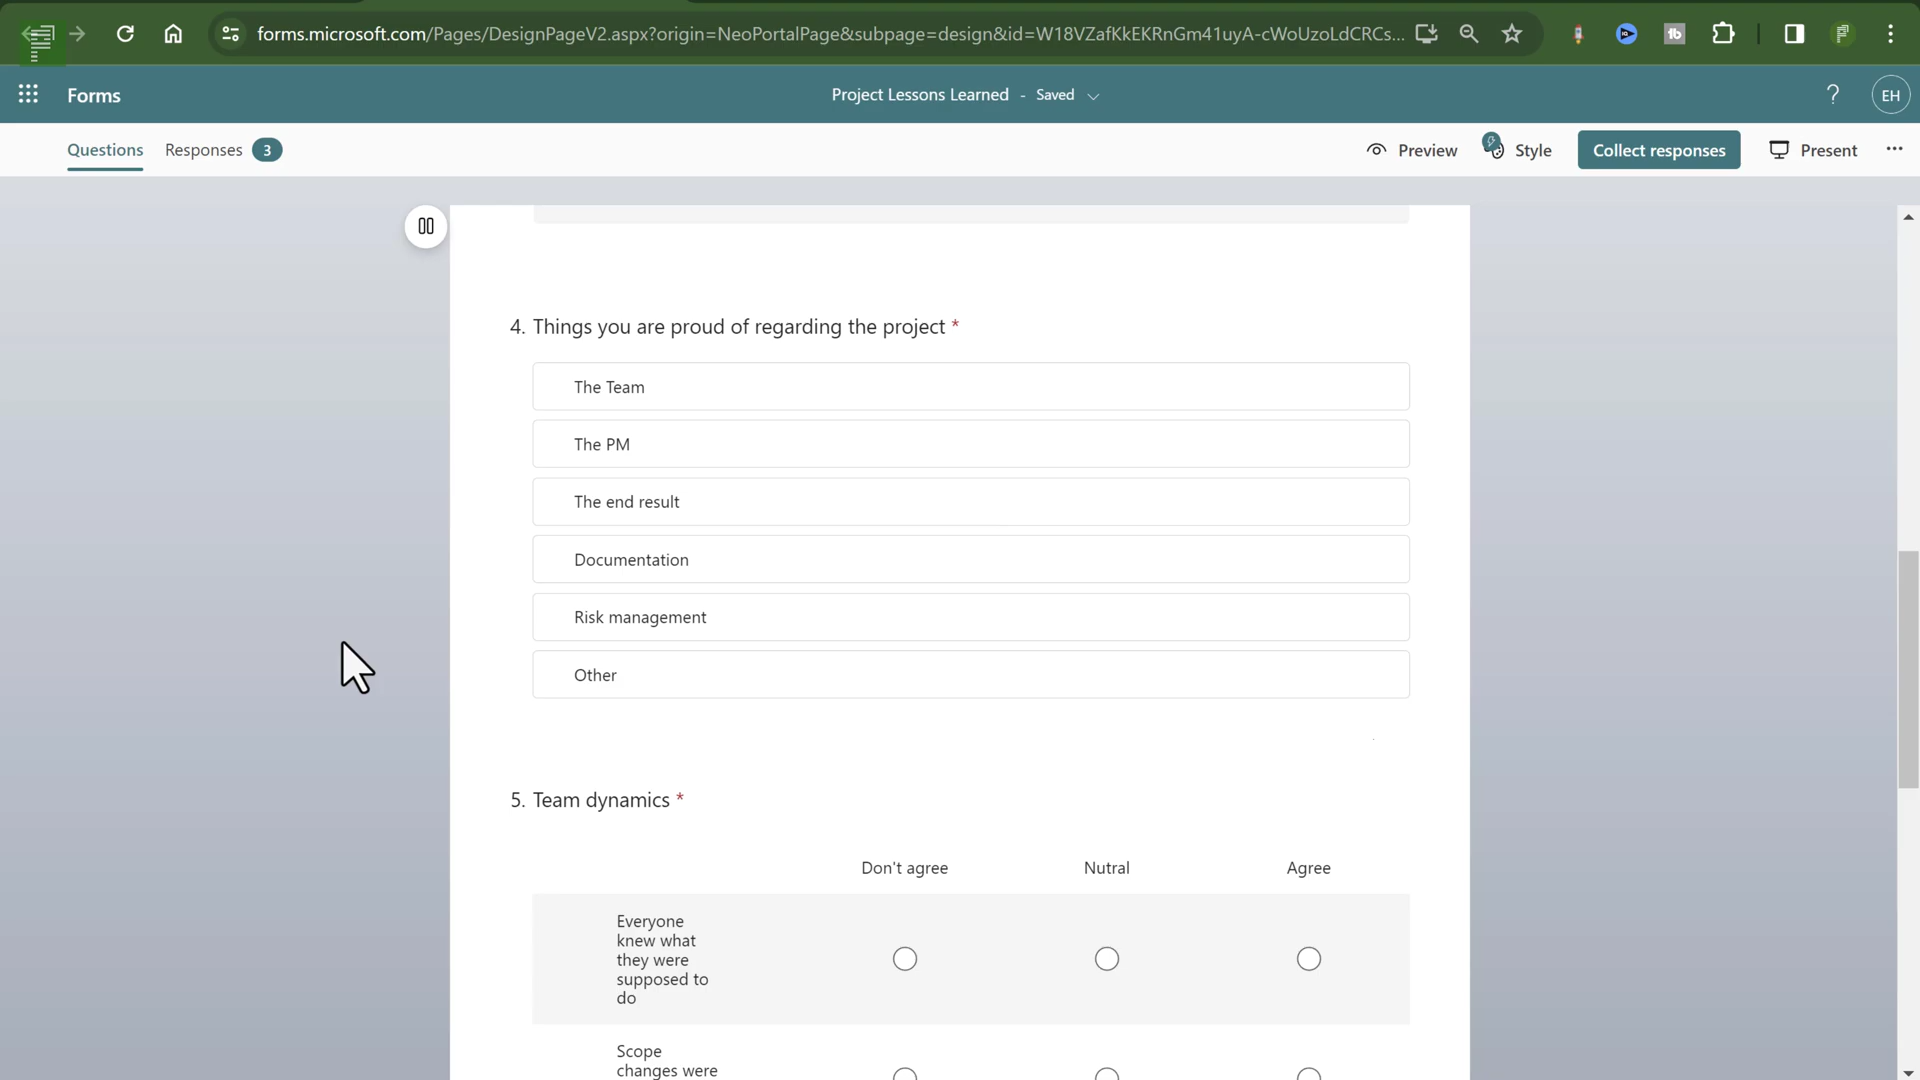 forms.microsoft.com/Pages/DesignPageV2.aspx?origin=NeoPortalPage&subpage=design&id=W18VZafKkEKRnGm41uyA-cWoUzoLdCRCs...
Forms
Project Lessons Learned - Saved
?
EH
Questions
Responses 3
Preview
Style
Collect responses
Present
4. Things you are proud of regarding the project *
The Team
The PM
The end result
Documentation
Risk management
Other
5. Team dynamics *
Don't agree
Nutral
Agree
Everyone
knew what
they were
supposed to
do
Scope
changes were